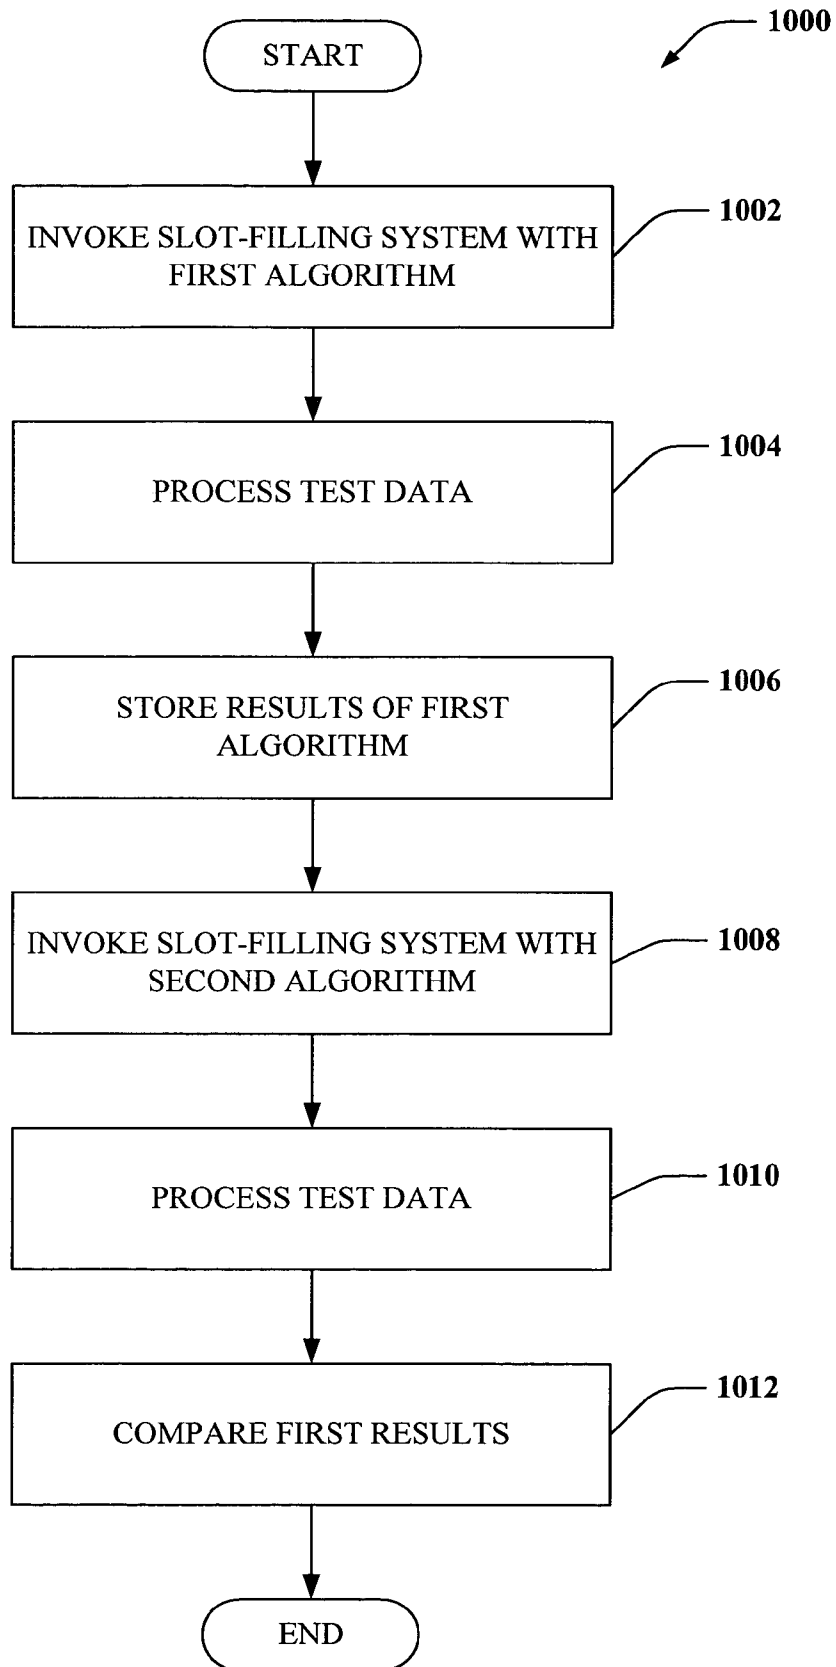 1000
START
1002
INVOKE SLOT-FILLING SYSTEM WITH
FIRST ALGORITHM
1004
PROCESS TEST DATA
1006
STORE RESULTS OF FIRST
ALGORITHM
1008
INVOKE SLOT-FILLING SYSTEM WITH
SECOND ALGORITHM
1010
PROCESS TEST DATA
1012
COMPARE FIRST RESULTS
END